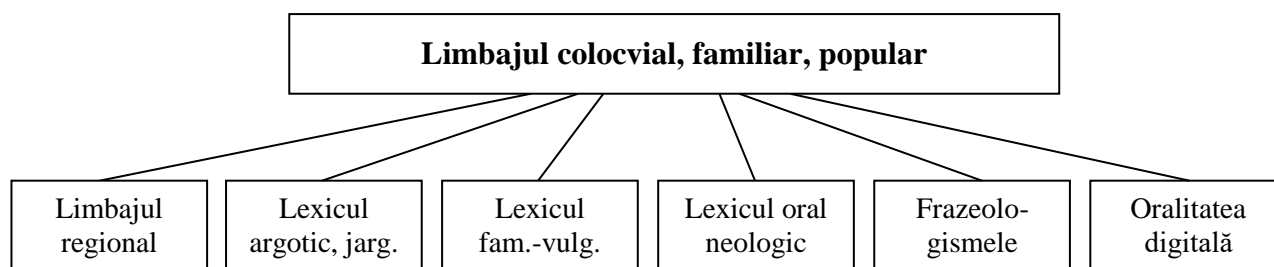 Limbajul colocvial, familiar, popular
Limbajul
regional
Lexicul
argotic, jarg.
Lexicul
fam.-vulg.
Lexicul oral
neologic
Frazeolo-
gismele
Oralitatea
digitală